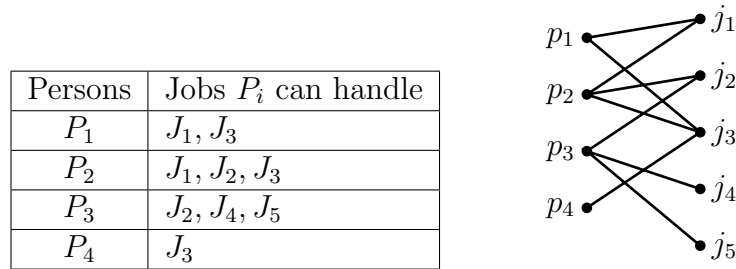 Persons Jobs $P_i$ can handle
$P_1$ $J_1, J_3$
$P_2$ $J_1, J_2, J_3$
$P_3$ $J_2, J_4, J_5$
$P_4$ $J_3$
$p_1$
$p_2$
$p_3$
$p_4$
$j_1$
$j_2$
$j_3$
$j_4$
$j_5$